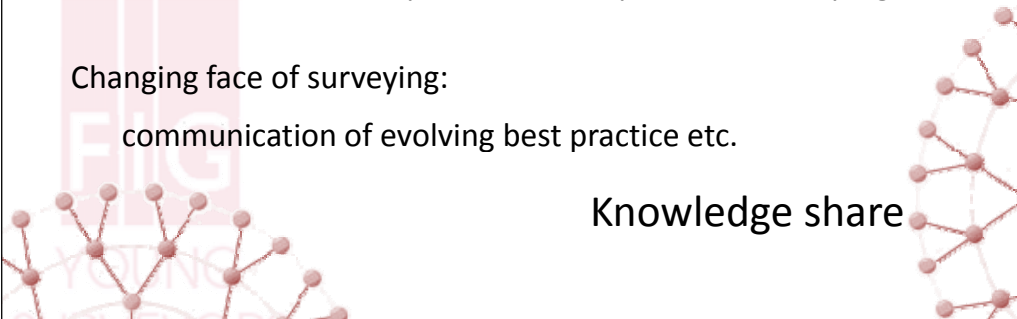 Changing face of surveying:
communication of evolving best practice etc.
Knowledge share
FIG
YOUNG